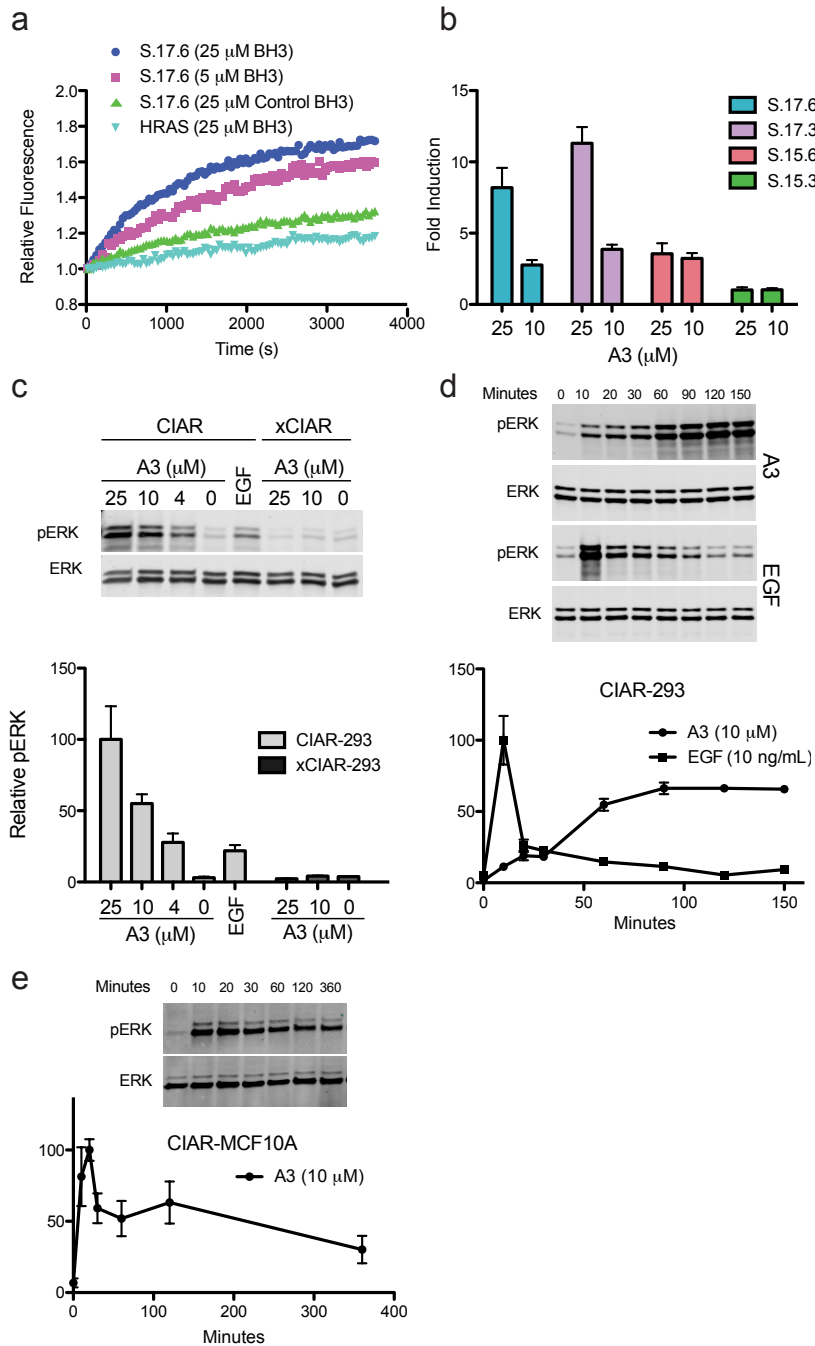 a
S.17.6 (25 μM BH3)
S.17.6 (5 μM BH3)
S.17.6 (25 μM Control BH3)
HRAS (25 μM BH3)
Relative Fluorescence
2.0
1.8
1.6
1.4
1.2
1.0
0.8
0 1000 2000 3000 4000
Time (s)
b
Fold Induction
15
10
5
0
S.17.6
S.17.3
S.15.6
S.15.3
25 10 25 10 25 10 25 10
A3 (μM)
c
CIAR xCIAR
A3 (μM) EGF A3 (μM)
25 10 4 0 25 10 0
pERK
ERK
Relative pERK
150
100
50
0
CIAR-293
xCIAR-293
25 10 4 0 EGF 25 10 0
A3 (μM) A3 (μM)
d
Minutes 0 10 20 30 60 90 120 150
pERK
ERK
A3
pERK
ERK
EGF
CIAR-293
A3 (10 μM)
EGF (10 ng/mL)
150
100
50
0
0 50 100 150
Minutes
e
Minutes 0 10 20 30 60 120 360
pERK
ERK
CIAR-MCF10A
A3 (10 μM)
100
50
0
0 100 200 300 400
Minutes